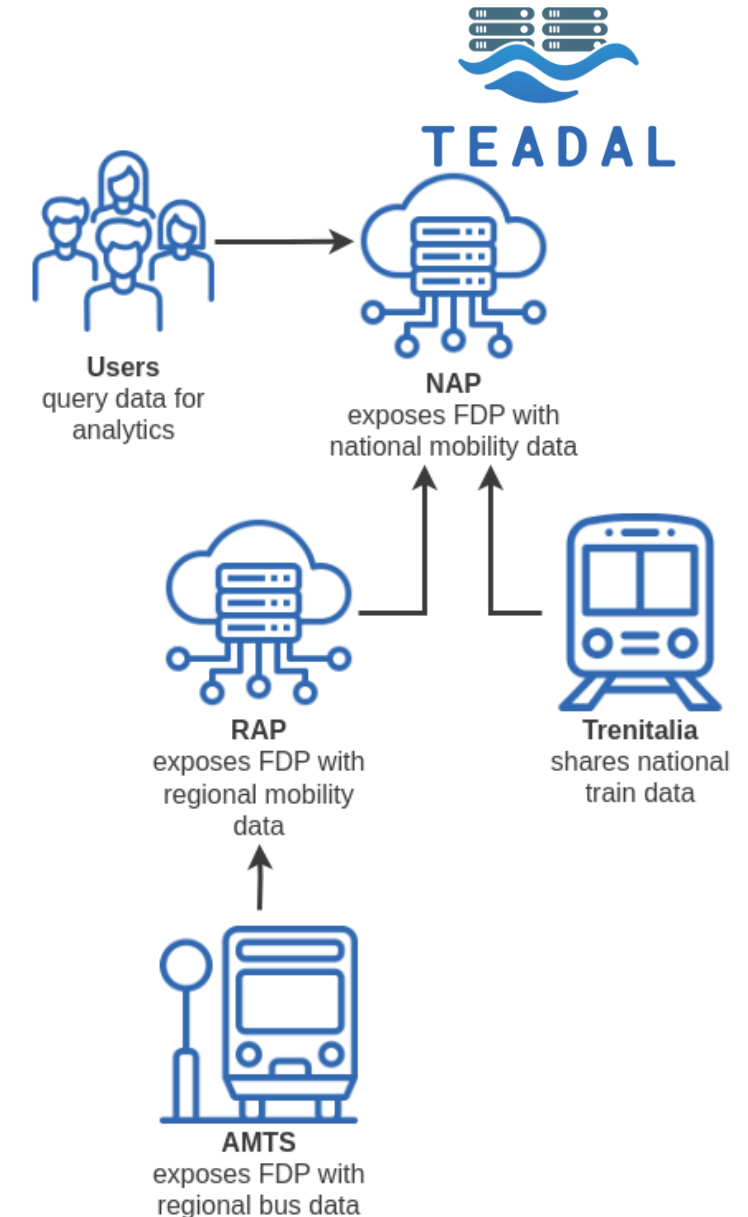 TEADAL
Users
query data for
analytics
NAP
exposes FDP with
national mobility data
RAP
exposes FDP with
regional mobility
data
Trenitalia
shares national
train data
AMTS
exposes FDP with
regional bus data